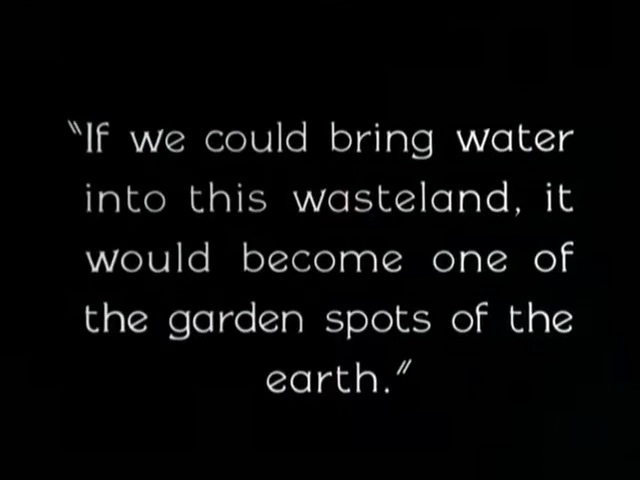 "If we could bring water
into this wasteland, it
would become one of
the garden spots of the
earth."